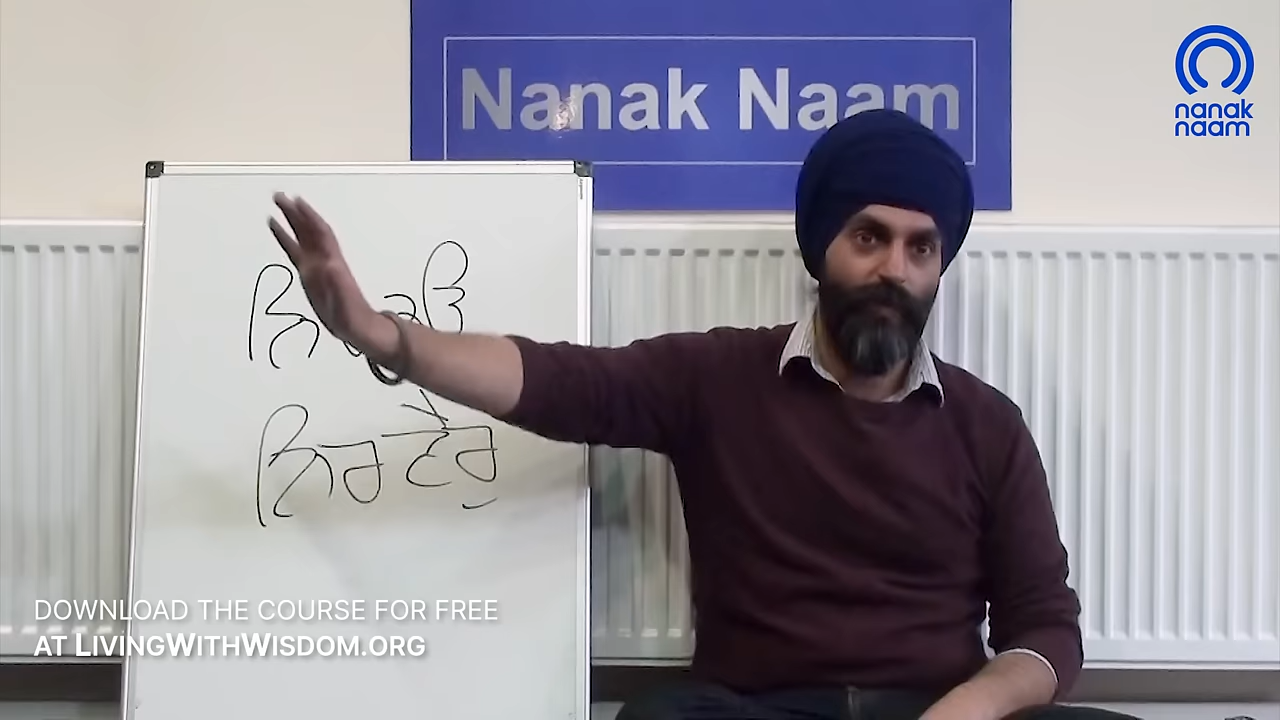 Nanak Naam
nanak
naam
ਨਿਰਵੈਰੁ
DOWNLOAD THE COURSE FOR FREE
AT LIVINGWITHWISDOM.ORG